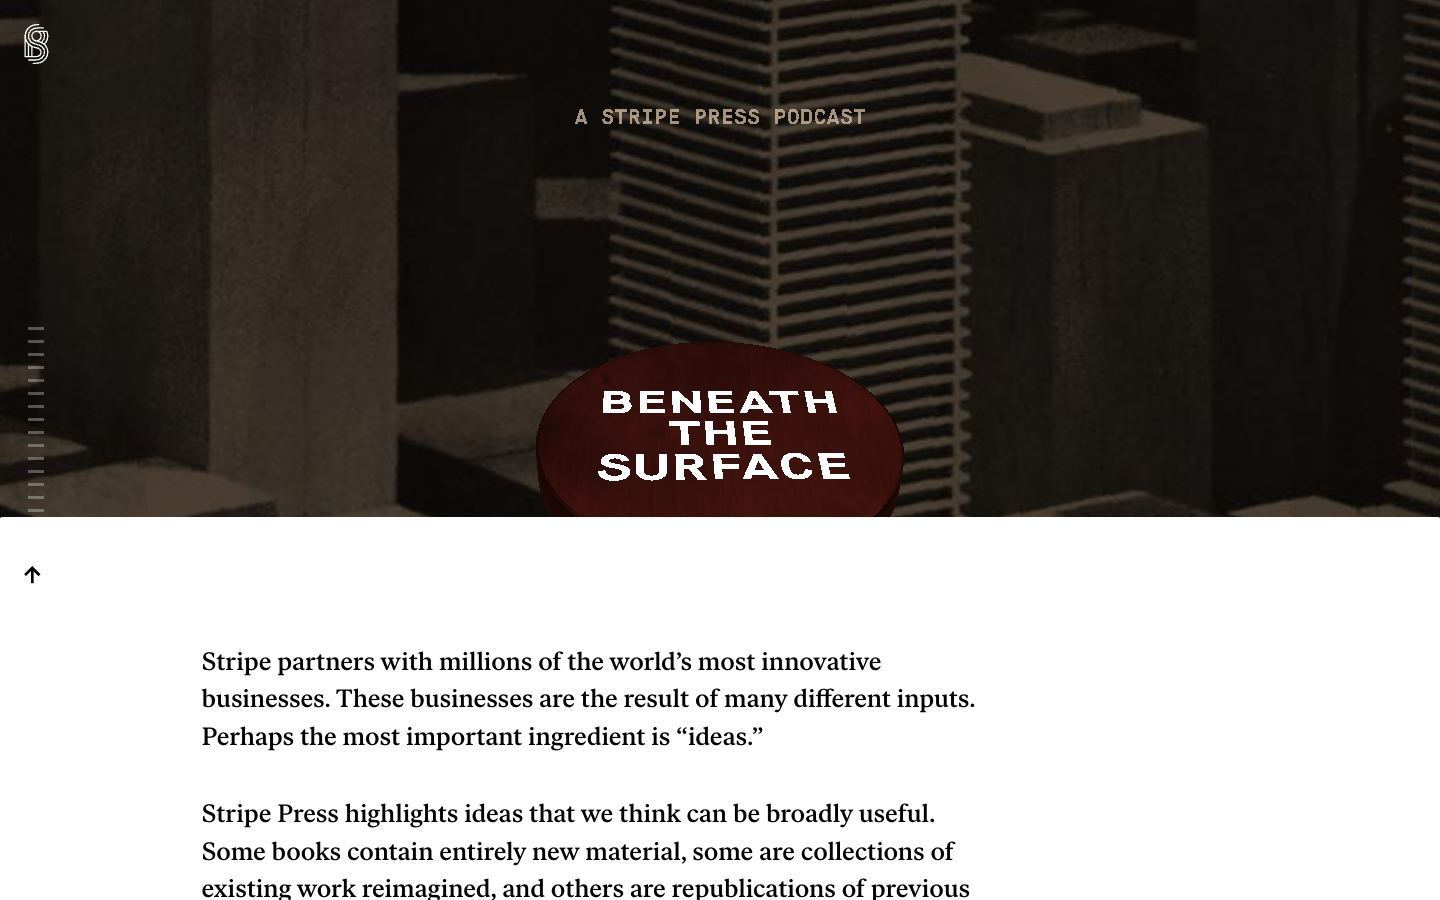 A STRIPE PRESS PODCAST
BENEATH
THE
SURFACE
Stripe partners with millions of the world’s most innovative
businesses. These businesses are the result of many different inputs.
Perhaps the most important ingredient is “ideas.”
Stripe Press highlights ideas that we think can be broadly useful.
Some books contain entirely new material, some are collections of
existing work reimagined, and others are republications of previous